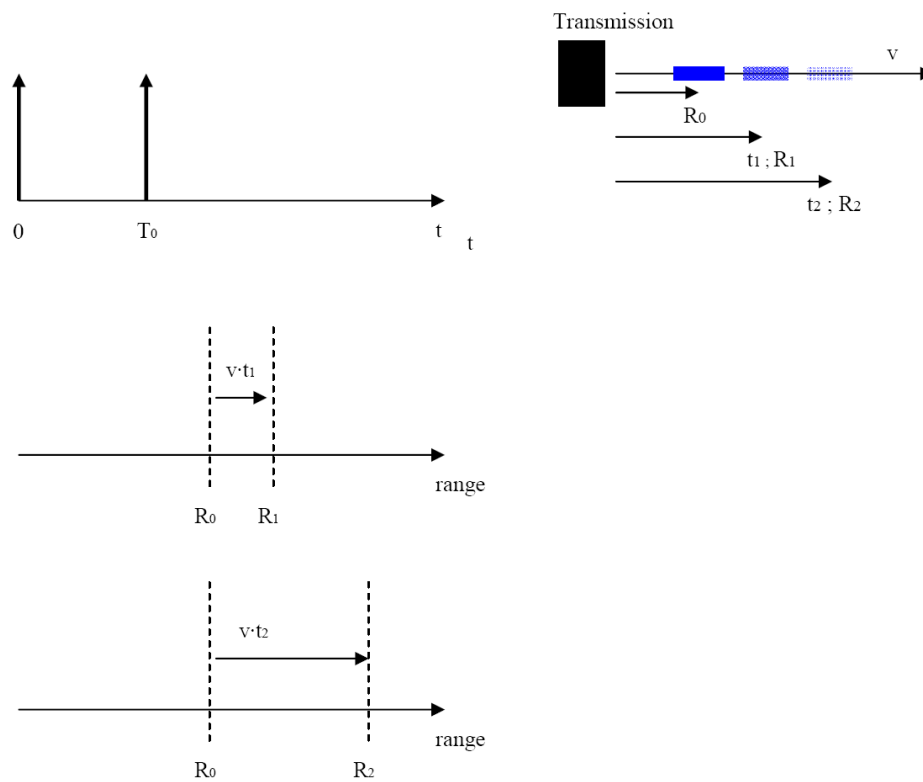 Transmission
v
R0
t1 ; R1
t2 ; R2
0 T0 t t
v·t1
range
R0 R1
v·t2
range
R0 R2